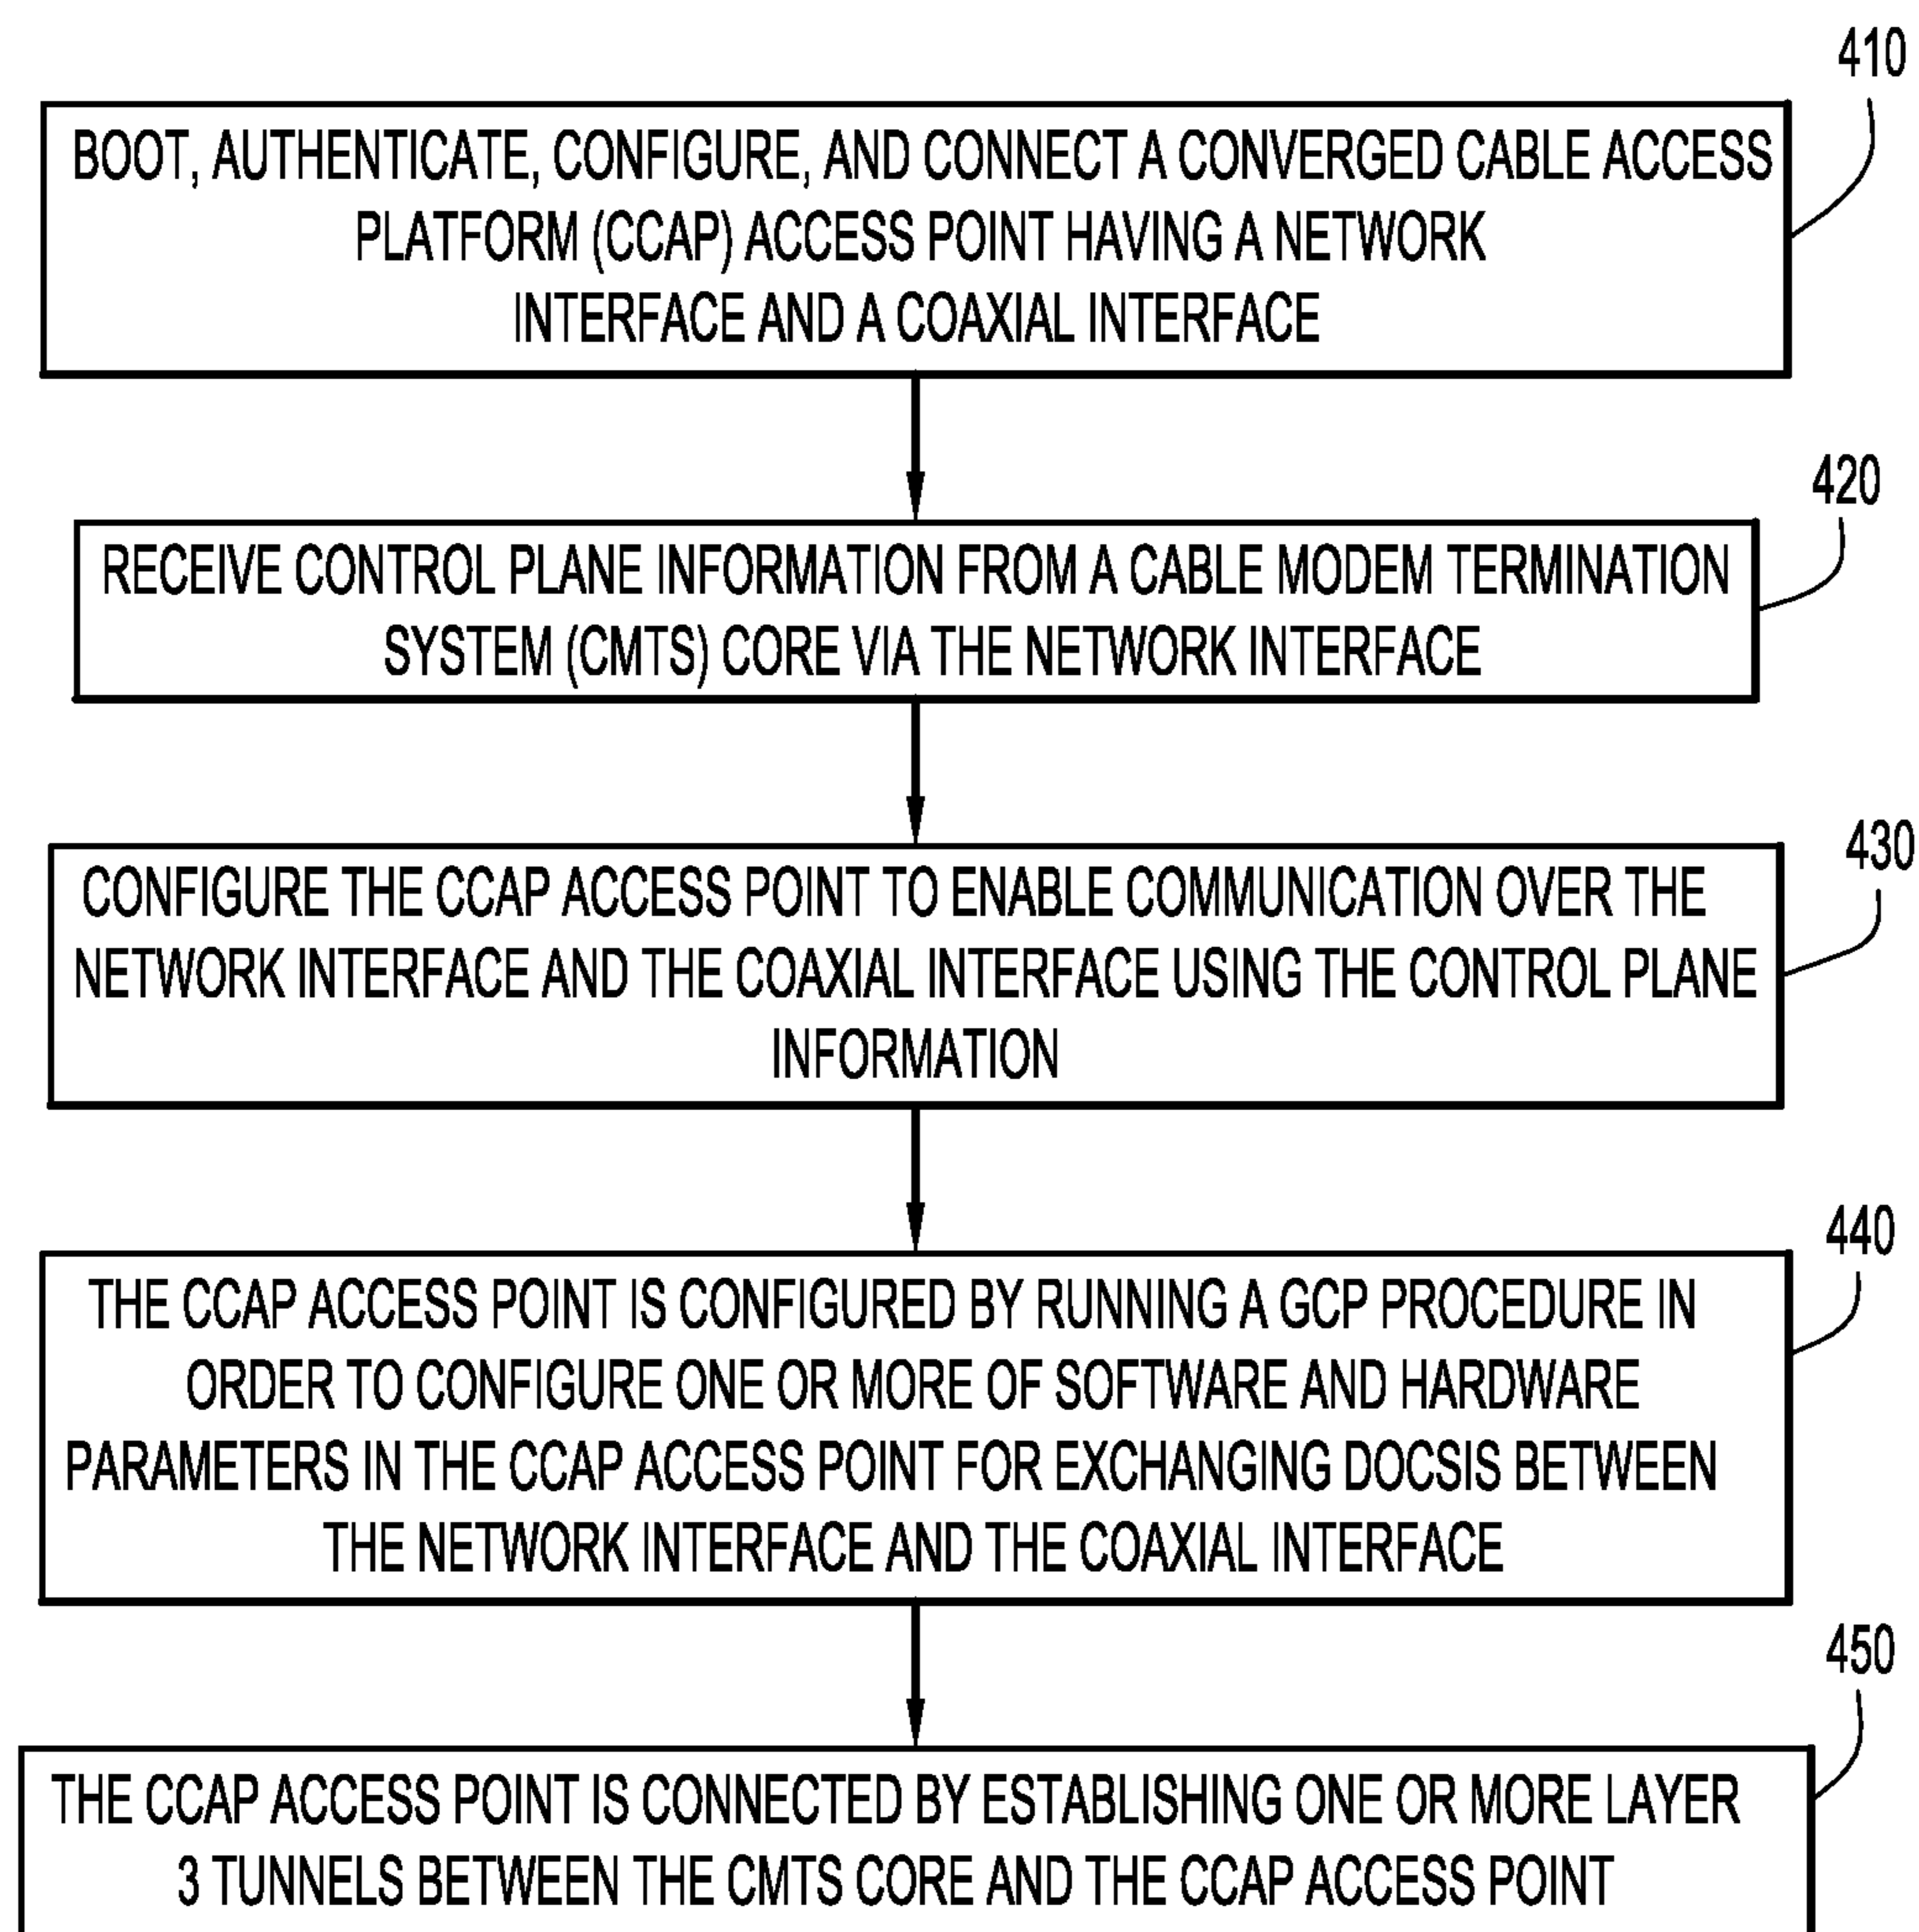 410
BOOT, AUTHENTICATE, CONFIGURE, AND CONNECT A CONVERGED CABLE ACCESS
PLATFORM (CCAP) ACCESS POINT HAVING A NETWORK
INTERFACE AND A COAXIAL INTERFACE
420
RECEIVE CONTROL PLANE INFORMATION FROM A CABLE MODEM TERMINATION
SYSTEM (CMTS) CORE VIA THE NETWORK INTERFACE
430
CONFIGURE THE CCAP ACCESS POINT TO ENABLE COMMUNICATION OVER THE
NETWORK INTERFACE AND THE COAXIAL INTERFACE USING THE CONTROL PLANE
INFORMATION
440
THE CCAP ACCESS POINT IS CONFIGURED BY RUNNING A GCP PROCEDURE IN
ORDER TO CONFIGURE ONE OR MORE OF SOFTWARE AND HARDWARE
PARAMETERS IN THE CCAP ACCESS POINT FOR EXCHANGING DOCSIS BETWEEN
THE NETWORK INTERFACE AND THE COAXIAL INTERFACE
450
THE CCAP ACCESS POINT IS CONNECTED BY ESTABLISHING ONE OR MORE LAYER
3 TUNNELS BETWEEN THE CMTS CORE AND THE CCAP ACCESS POINT